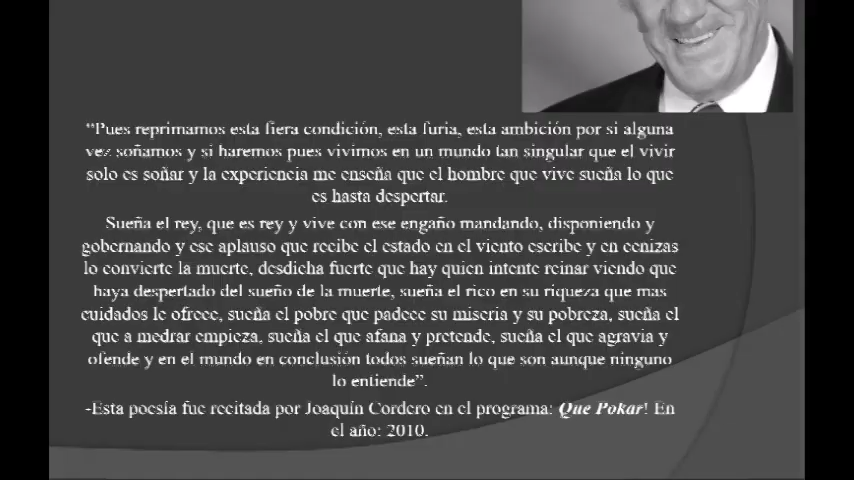 “Pues reprimamos esta fiera condición, esta furia, esta ambición por si alguna
vez soñamos y si haremos pues vivimos en un mundo tan singular que el vivir
solo es soñar y la experiencia me enseña que el hombre que vive sueña lo que
es hasta despertar.
Sueña el rey, que es rey y vive con ese engaño mandando, disponiendo y
gobernando y ese aplauso que recibe el estado en el viento escribe y en cenizas
lo convierte la muerte, desdicha fuerte que hay quien intente reinar viendo que
haya despertado del sueño de la muerte, sueña el rico en su riqueza que mas
cuidados le ofrece, sueña el pobre que padece su miseria y su pobreza, sueña el
que a medrar empieza, sueña el que afana y pretende, sueña el que agravia y
ofende y en el mundo en conclusión todos sueñan lo que son aunque ninguno
lo entiende”.
-Esta poesía fue recitada por Joaquín Cordero en el programa: Que Pokar! En
el año: 2010.